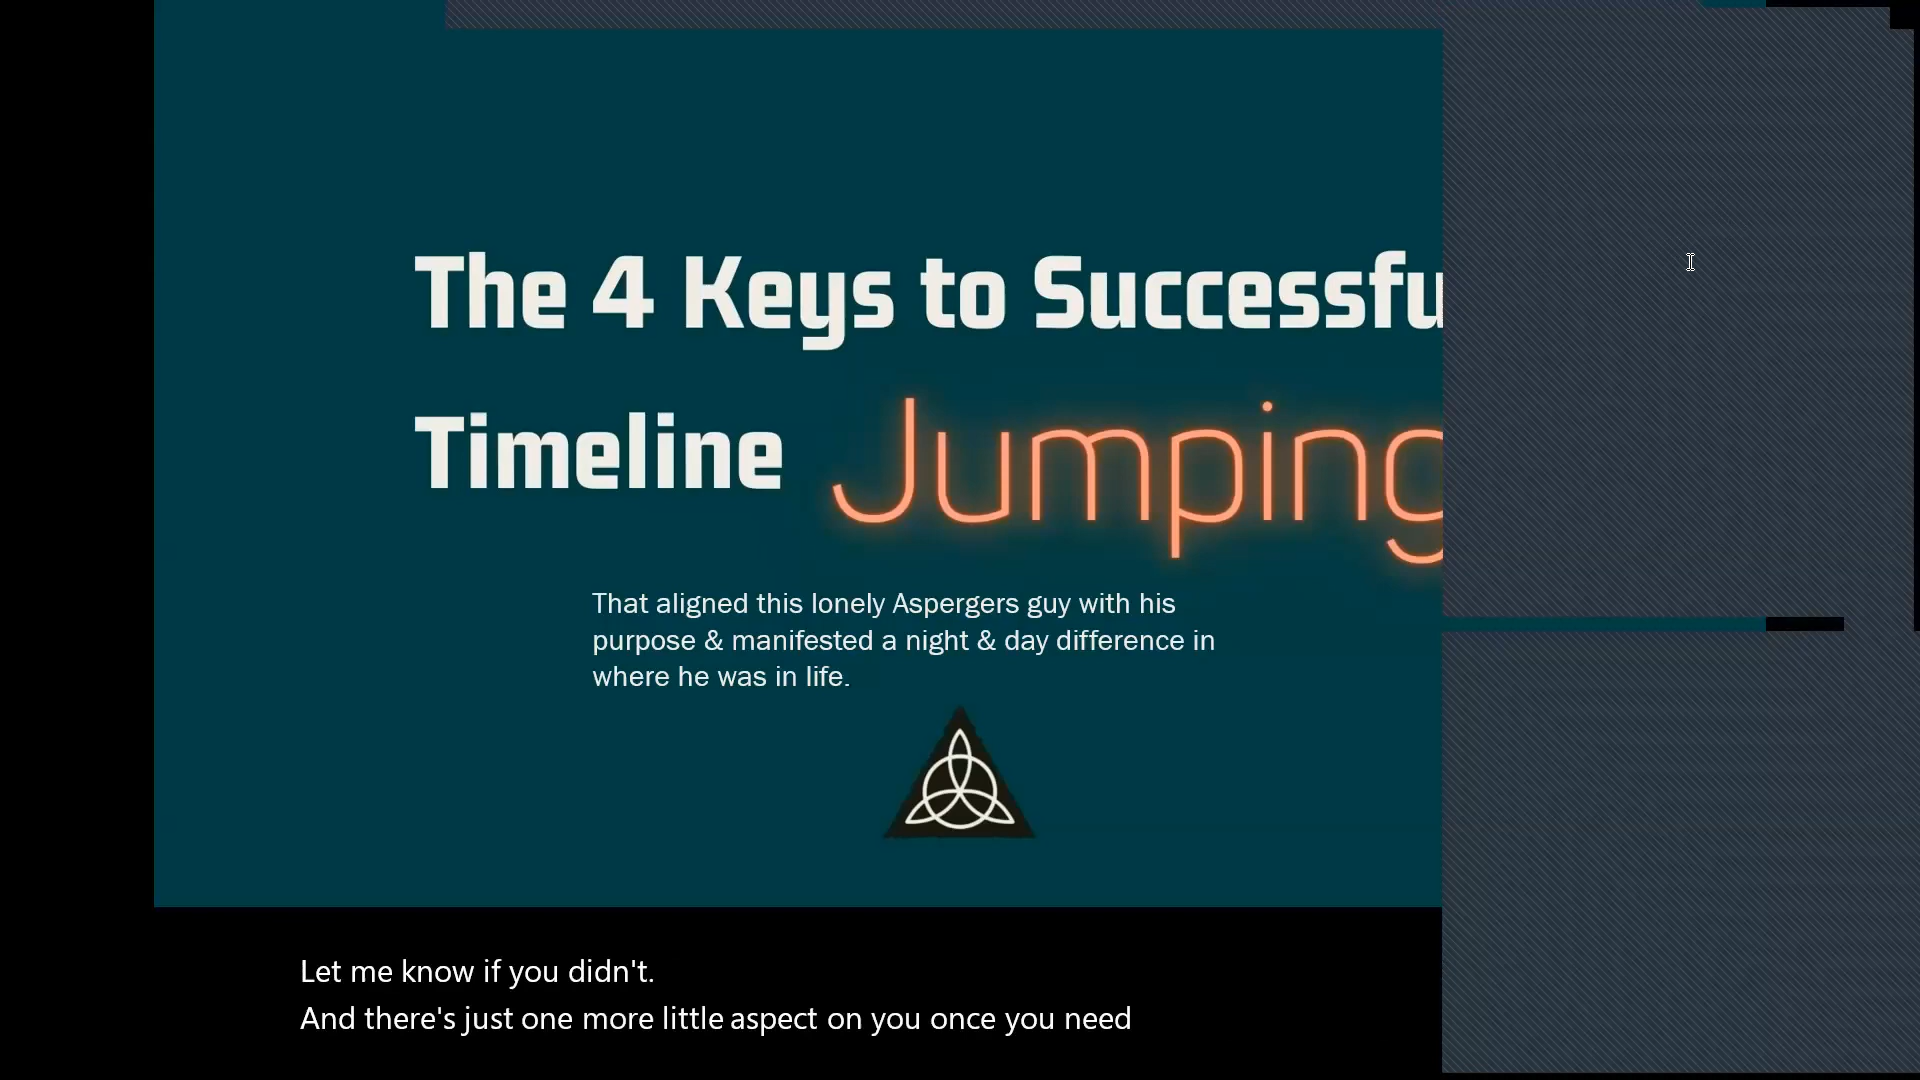 The 4 Keys to Successfu
Timeline Jumping
That aligned this lonely Aspergers guy with his
purpose & manifested a night & day difference in
where he was in life.
Let me know if you didn't.
And there's just one more little aspect on you once you need